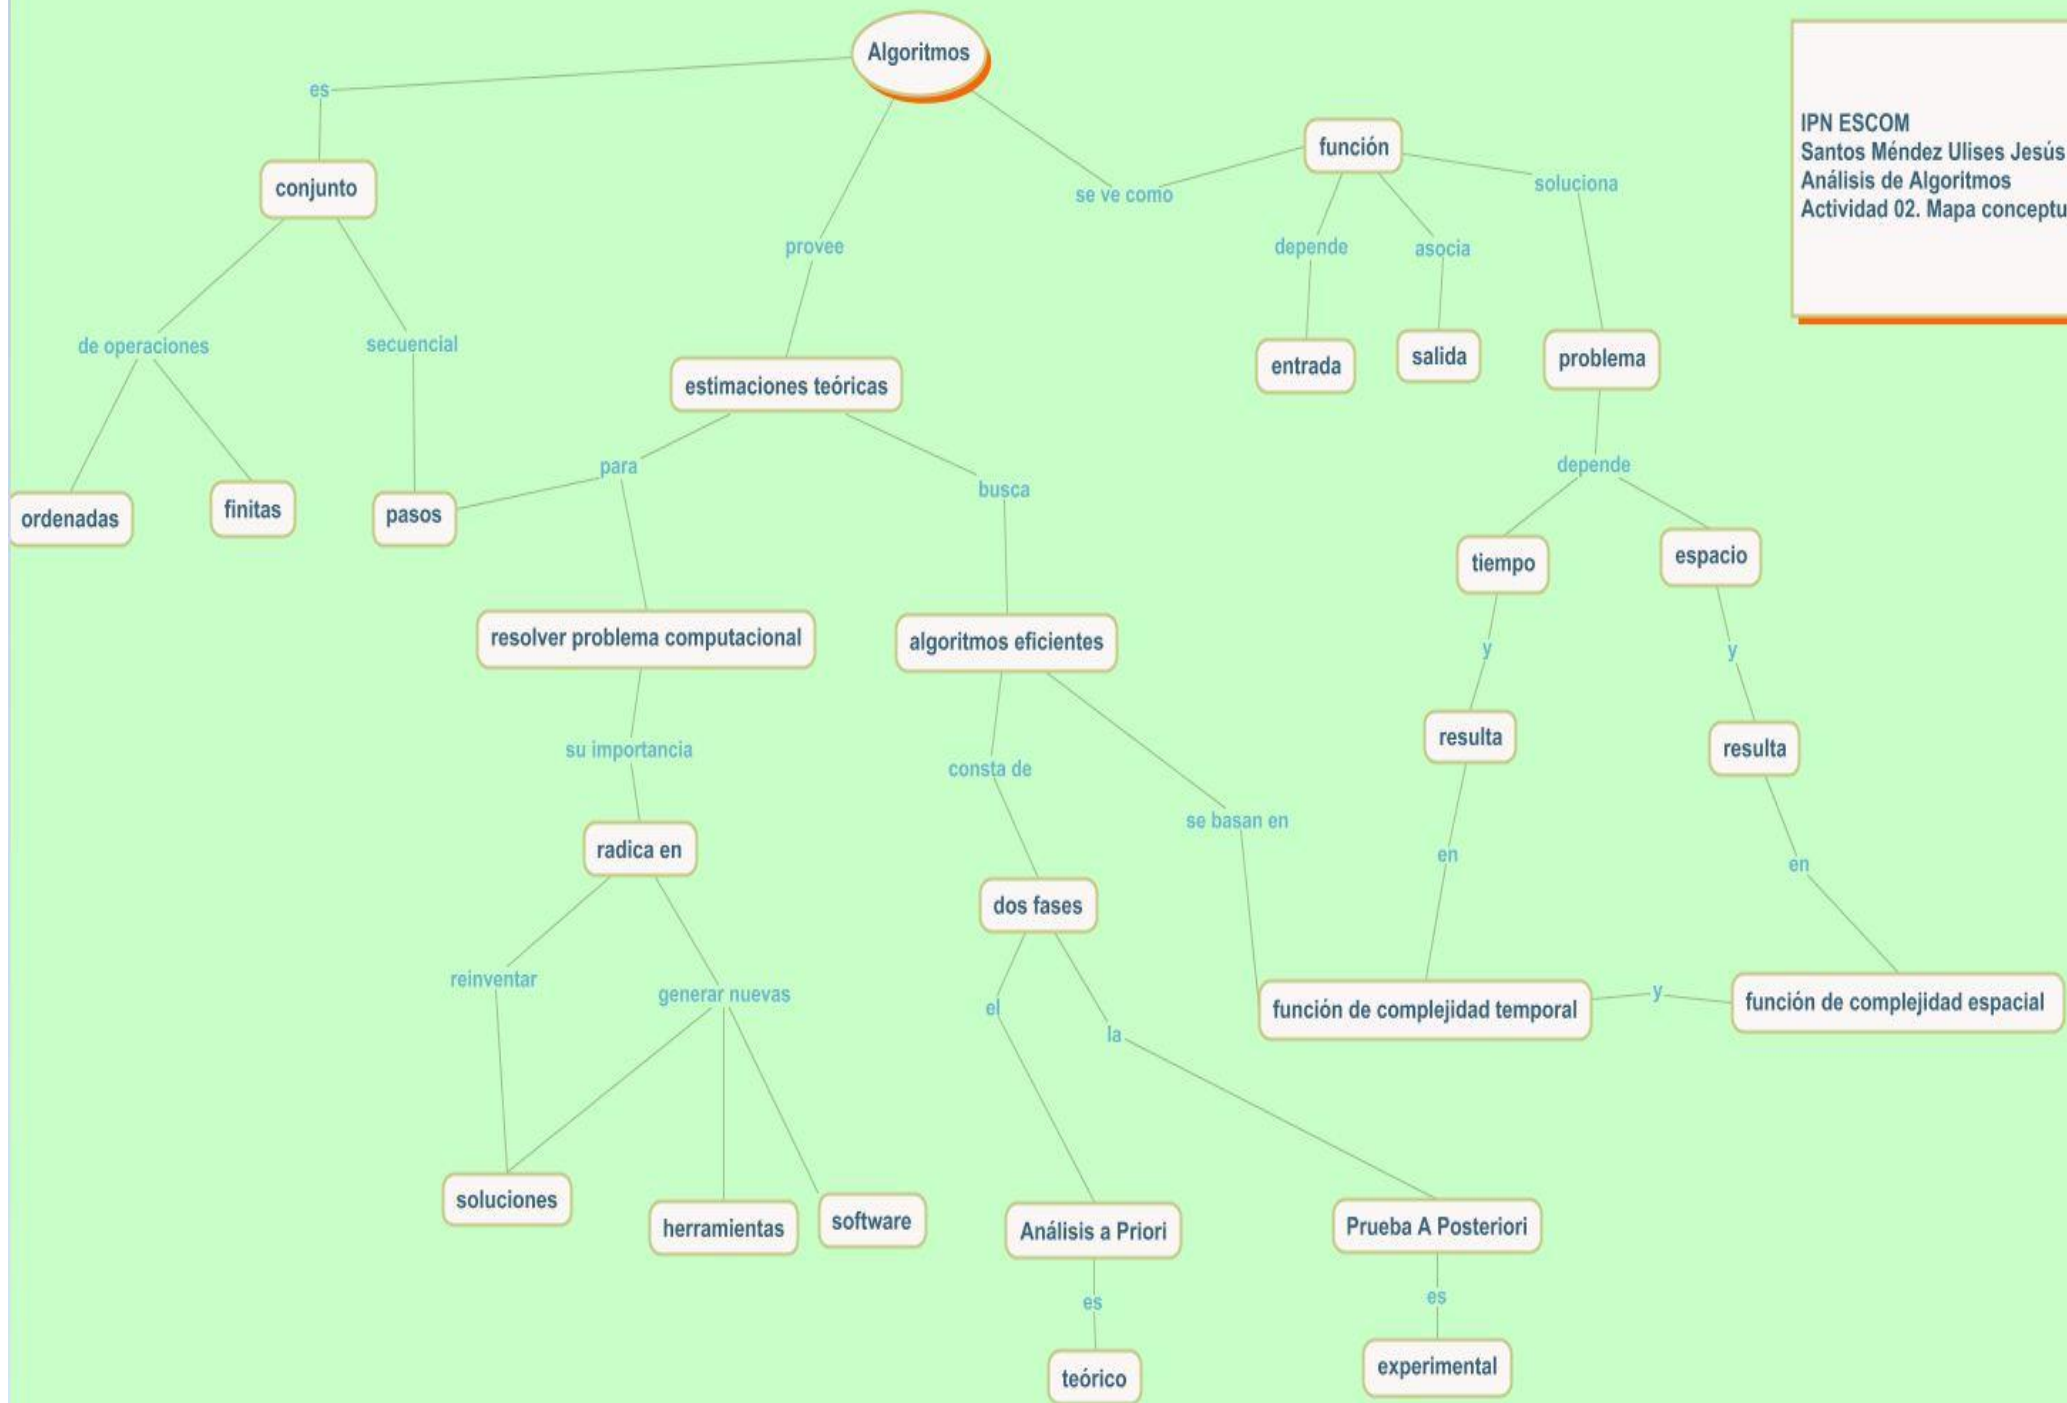 Algoritmos
IPN ESCOM
Santos Méndez Ulises Jesús
Análisis de Algoritmos
Actividad 02. Mapa conceptu
es
función
conjunto
se ve como
soluciona
provee
depende
asocia
de operaciones
secuencial
estimaciones teóricas
entrada
salida
problema
para
busca
depende
ordenadas
finitas
pasos
tiempo
espacio
resolver problema computacional
algoritmos eficientes
y
y
su importancia
consta de
resulta
resulta
radica en
se basan en
en
en
dos fases
reinventar
generar nuevas
el
la
función de complejidad temporal
y
función de complejidad espacial
soluciones
herramientas
software
Análisis a Priori
Prueba A Posteriori
es
es
teórico
experimental